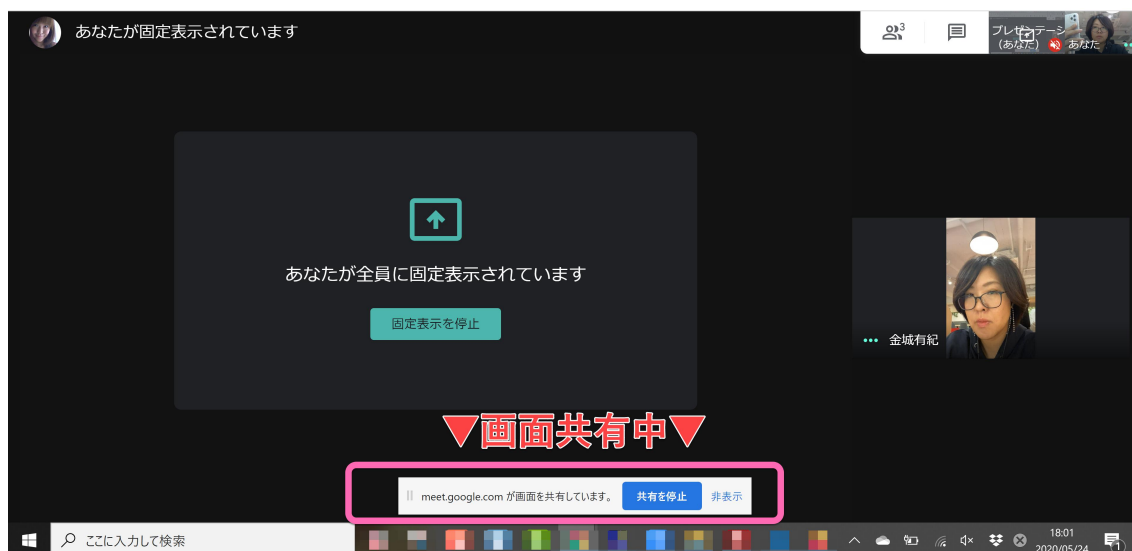 あなたが固定表示されています
3
プレゼンテーシ
(あなた)
あなた
あなたが全員に固定表示されています
固定表示を停止
金城有紀
▼画面共有中▼
meet.google.com が画面を共有しています。 共有を停止 非表示
ここに入力して検索
18:01
2020/05/24
1